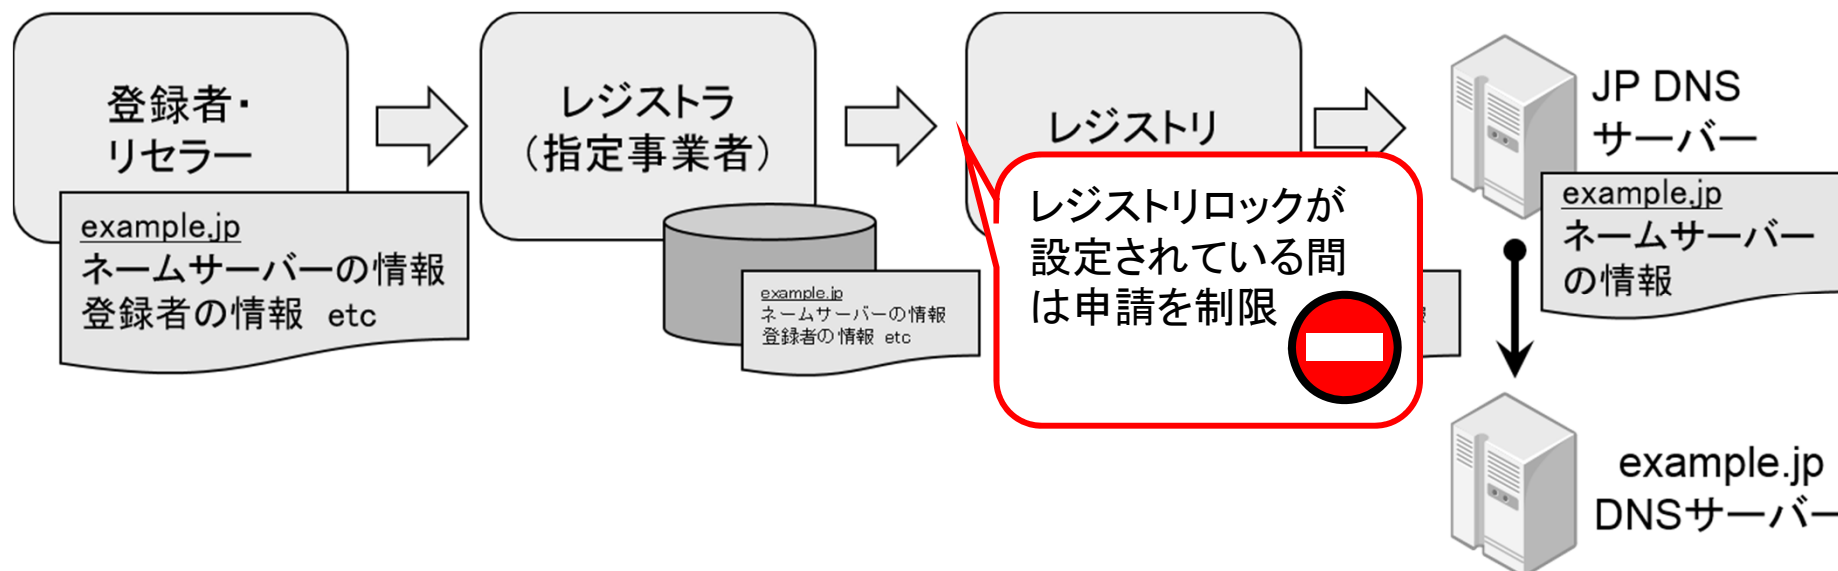 登録者・
リセラー
example.jp
ネームサーバーの情報
登録者の情報 etc
レジストラ
（指定事業者）
example.jp
ネームサーバーの情報
登録者の情報 etc
レジストリ
レジストリロックが
設定されている間
は申請を制限
JP DNS
サーバー
example.jp
ネームサーバー
の情報
example.jp
DNSサーバー